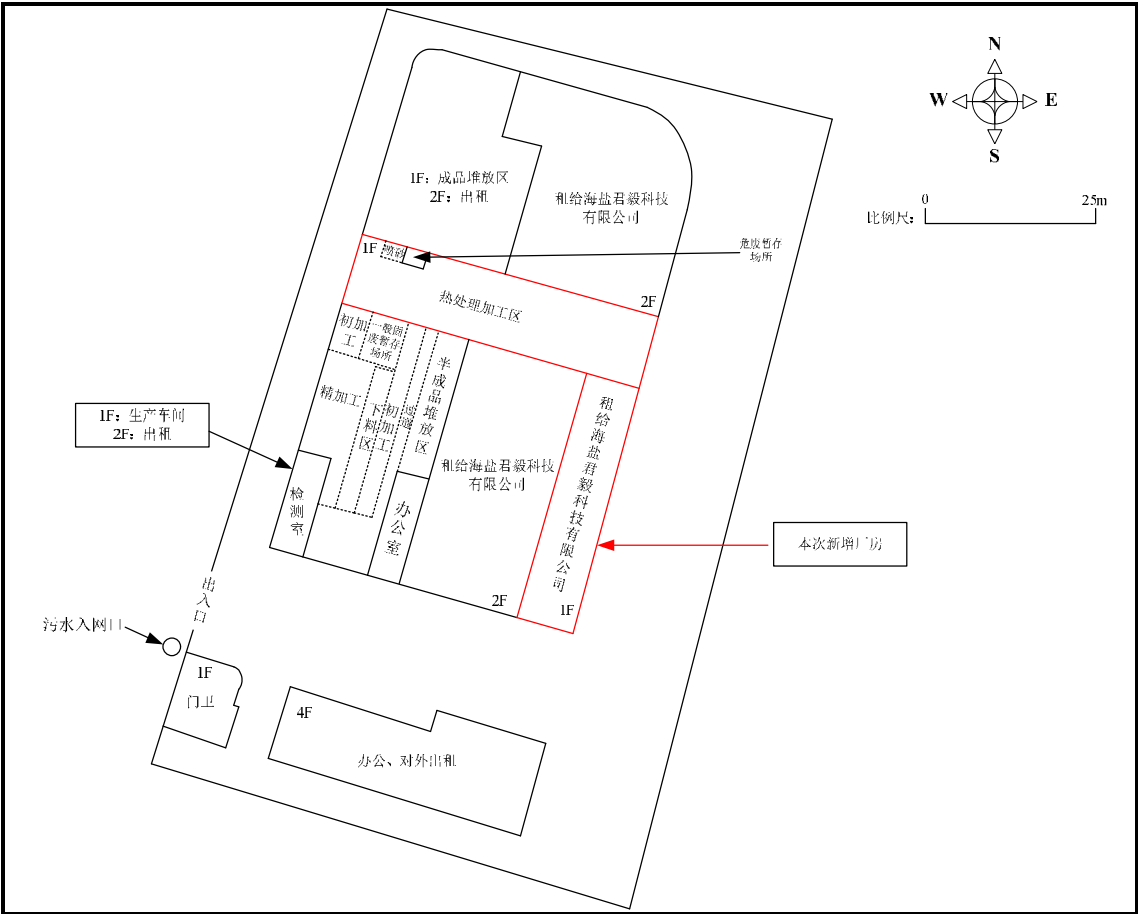 N
W
E
S
0
25m
比例尺：
1F：成品堆放区
2F：出租
租给海盐君毅科技
有限公司
危废暂存
场所
1F
喷砂
热处理加工区
2F
初加
工
一般固
废暂存
场所
精加工
下料区
初加工
过道
半成品堆放区
租给海盐君毅科技
有限公司
租给海盐君毅科技有限公司
1F：生产车间
2F：出租
检测室
办公室
2F
1F
本次新增厂房
出入口
污水入网口
1F
门卫
4F
办公、对外出租